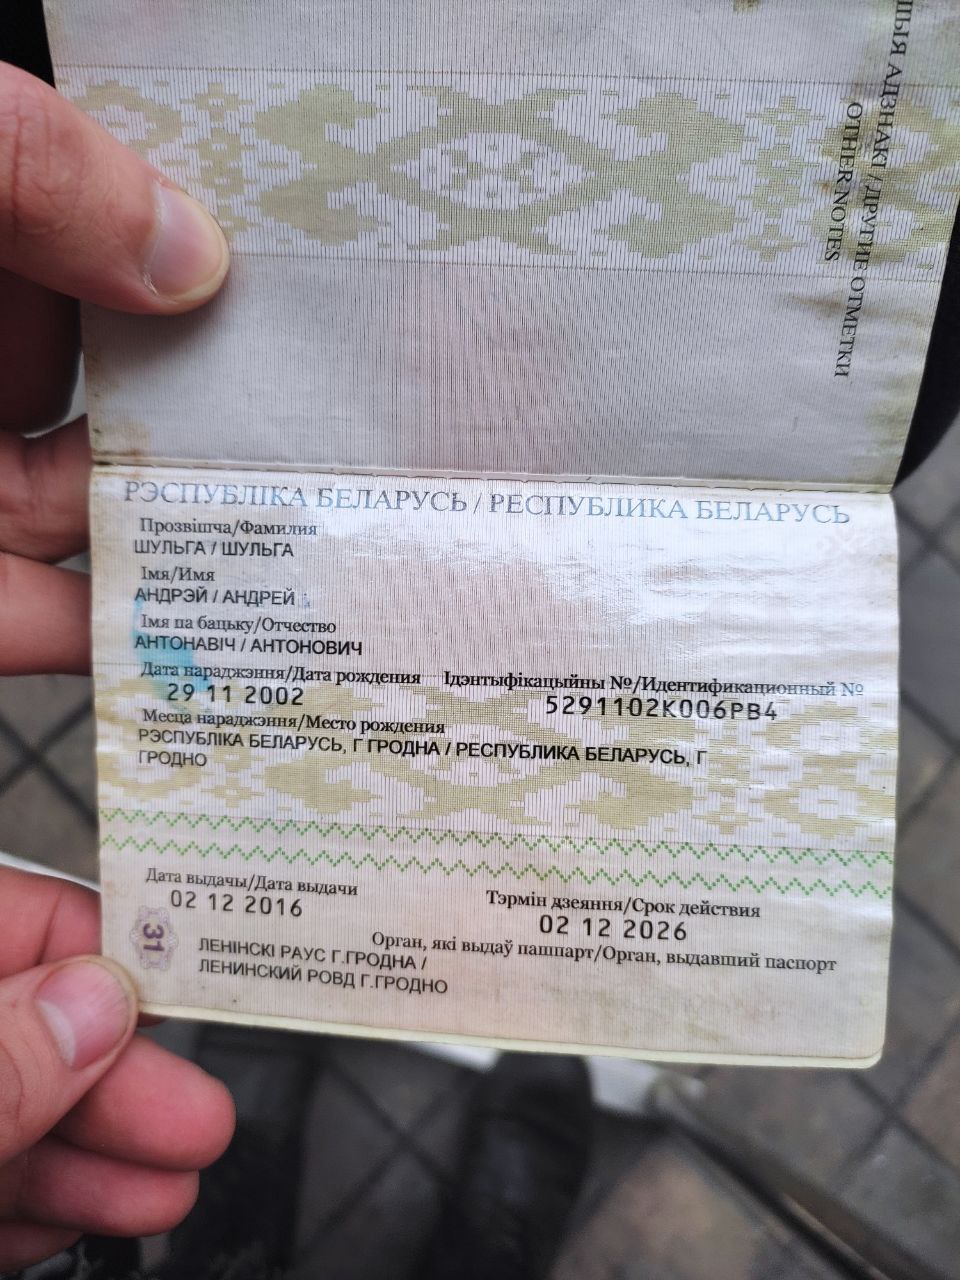 ІНШЫЯ АДЗНАКІ / ДРУГИЕ ОТМЕТКИ
OTHER NOTES
РЭСПУБЛІКА БЕЛАРУСЬ / РЕСПУБЛИКА БЕЛАРУСЬ
Прозвішча/Фамилия
ШУЛЬГА / ШУЛЬГА
Імя/Имя
АНДРЭЙ / АНДРЕЙ
Імя па бацьку/Отчество
АНТОНАВІЧ / АНТОНОВИЧ
Дата нараджэння/Дата рождения Ідэнтыфікацыйны №/Идентификационный №
29 11 2002 5291102K006PB4
Месца нараджэння/Место рождения
РЭСПУБЛІКА БЕЛАРУСЬ, Г ГРОДНА / РЕСПУБЛИКА БЕЛАРУСЬ, Г
ГРОДНО
Дата выдачы/Дата выдачи Тэрмін дзеяння/Срок действия
02 12 2016 02 12 2026
Орган, які выдаў пашпарт/Орган, выдавший паспорт
31
ЛЕНІНСКІ РАУС Г.ГРОДНА /
ЛЕНИНСКИЙ РОВД Г.ГРОДНО